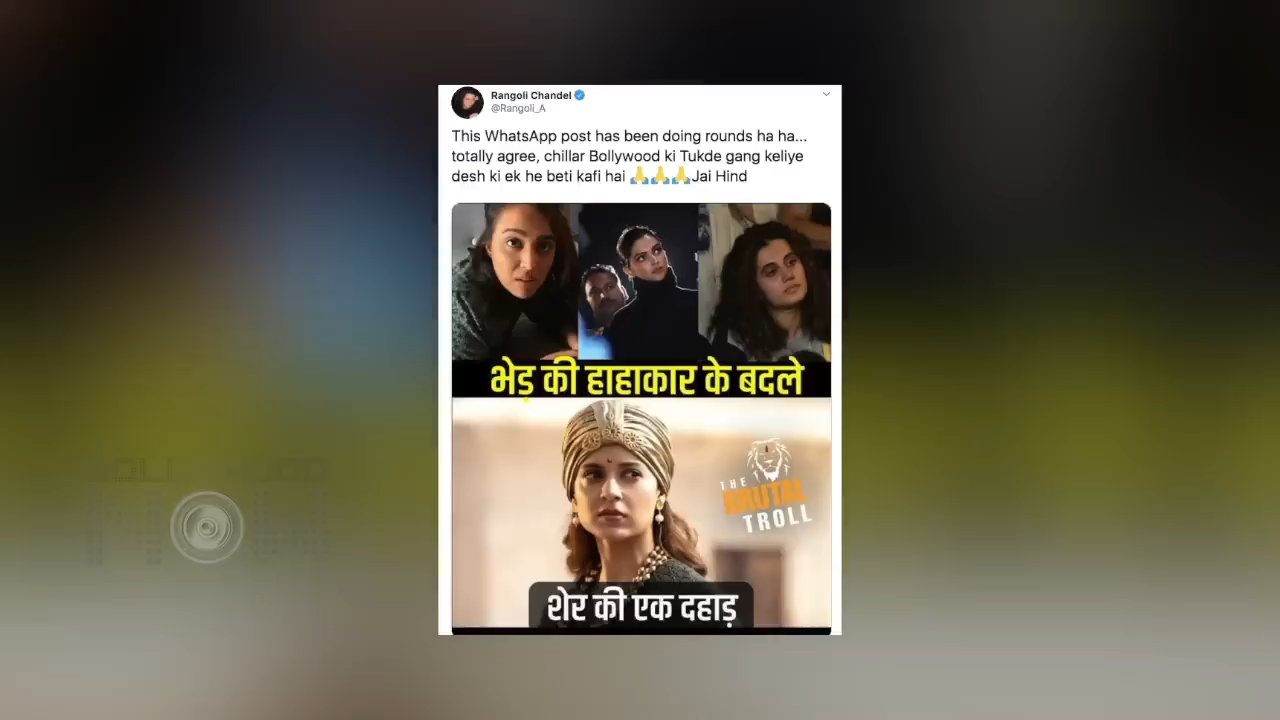 Rangoli Chandel
@Rangoli_A
This WhatsApp post has been doing rounds ha ha...
totally agree, chillar Bollywood ki Tukde gang keliye
desh ki ek he beti kafi hai 🙏🙏🙏Jai Hind
भेड़ की हाहाकार के बदले
THE
BRUTAL
TROLL
शेर की एक दहाड़